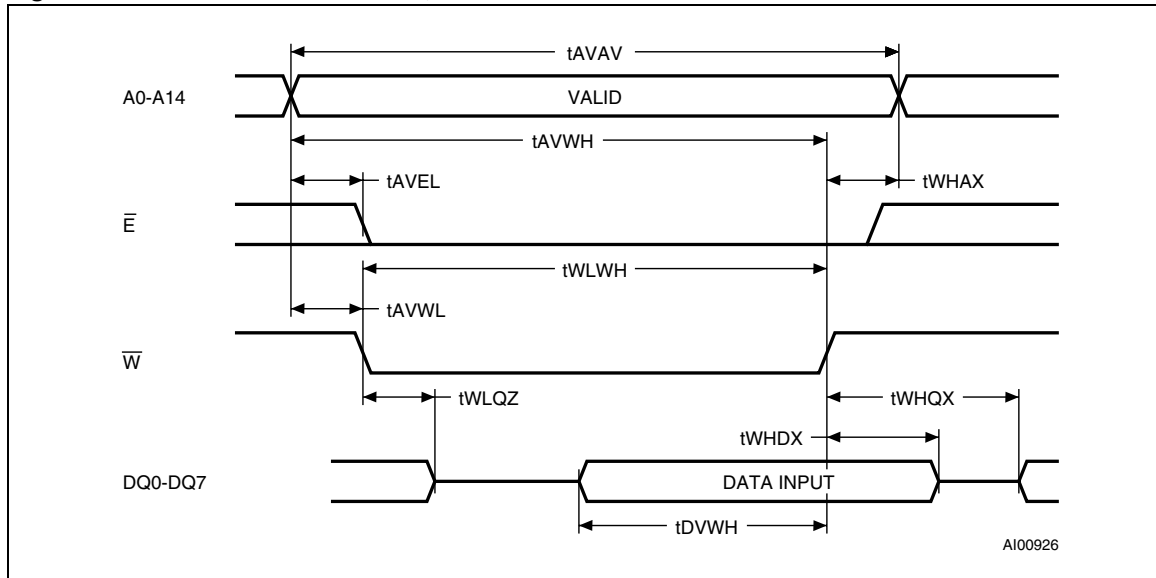 tAVAV
A0-A14
VALID
tAVWH
tAVEL
tWHAX
E̅
tWLWH
tAVWL
W̅
tWLQZ
tWHQX
tWHDX
DQ0-DQ7
DATA INPUT
tDVWH
AI00926